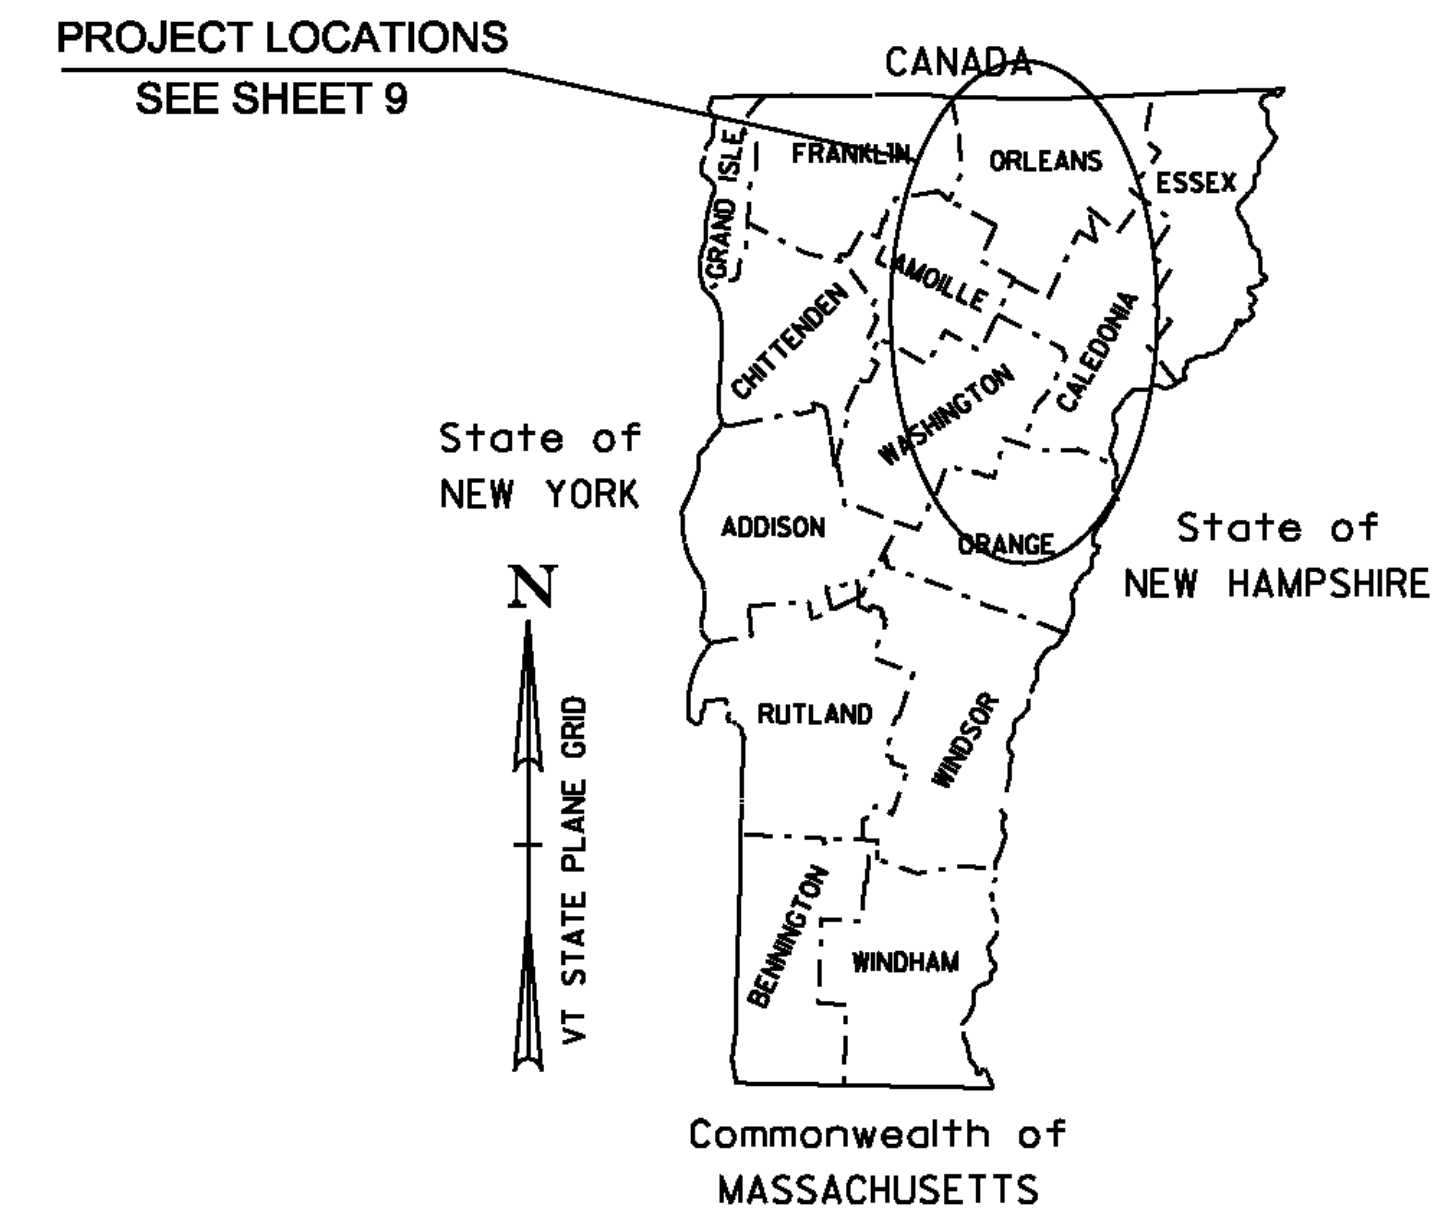 PROJECT LOCATIONS
SEE SHEET 9
CANADA
FRANKLIN
ORLEANS
ESSEX
GRAND ISLE
LAMOILLE
CHITTENDEN
CALEDONIA
WASHINGTON
State of
NEW YORK
ADDISON
ORANGE
State of
NEW HAMPSHIRE
N
VT STATE PLANE GRID
RUTLAND
WINDSOR
BENNINGTON
WINDHAM
Commonwealth of
MASSACHUSETTS